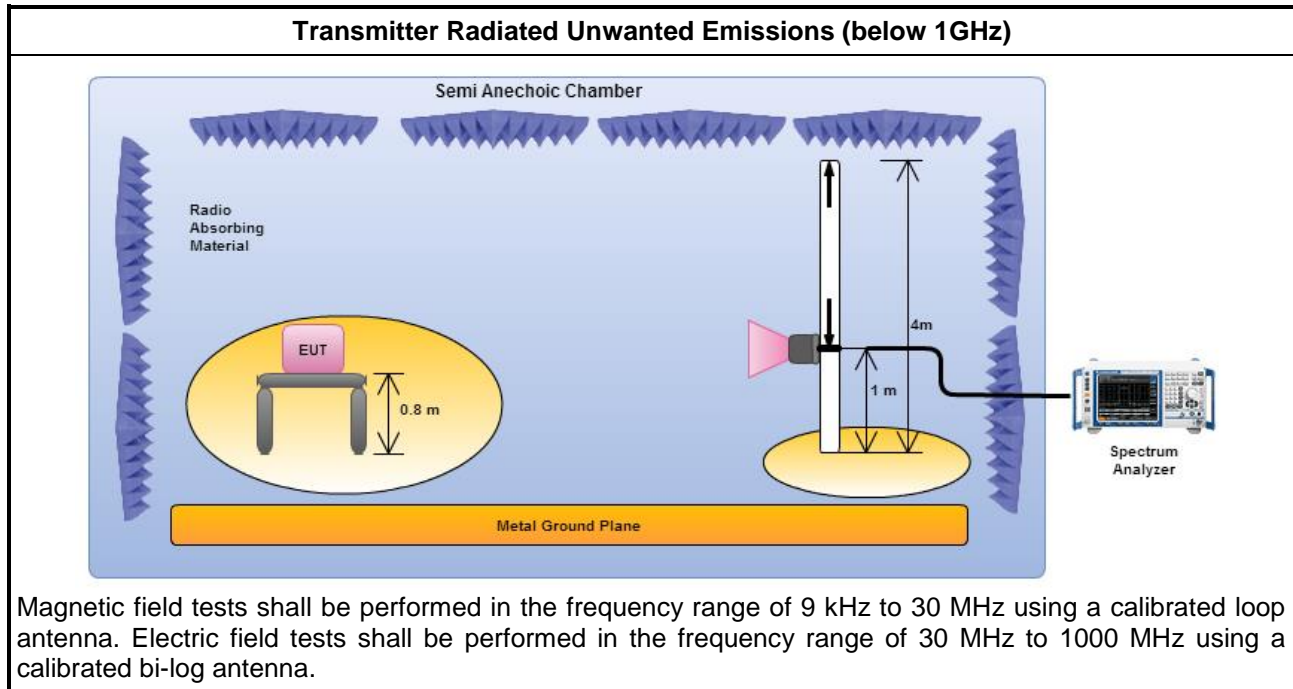 Transmitter Radiated Unwanted Emissions (below 1GHz)
Semi Anechoic Chamber
Radio
Absorbing
Material
EUT
0.8 m
4m
1 m
Spectrum
Analyzer
Metal Ground Plane
Magnetic field tests shall be performed in the frequency range of 9 kHz to 30 MHz using a calibrated loop
antenna. Electric field tests shall be performed in the frequency range of 30 MHz to 1000 MHz using a
calibrated bi-log antenna.